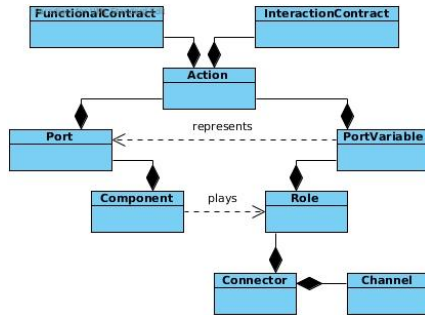 FunctionalContract
InteractionContract
Action
represents
Port
PortVariable
Component
plays
Role
Connector
Channel